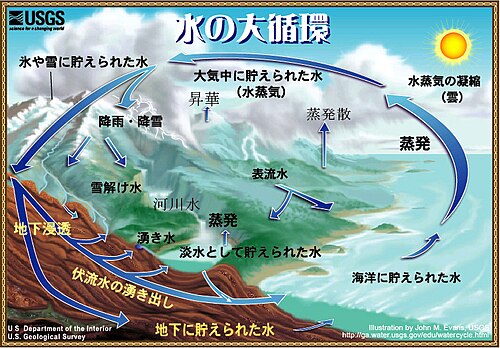 USGS
science for a changing world
水の大循環
氷や雪に貯えられた水
大気中に貯えられた水
(水蒸気)
水蒸気の凝縮
(雲)
昇華
蒸発散
降雨・降雪
蒸発
雪解け水
表流水
河川水
蒸発
地下浸透
湧き水
淡水として貯えられた水
伏流水の湧き出し
海洋に貯えられた水
地下に貯えられた水
U S Department of the Interior
U.S. Geological Survey
Illustration by John M. Evans, USGS
http://ga.water.usgs.gov/edu/watercycle.html